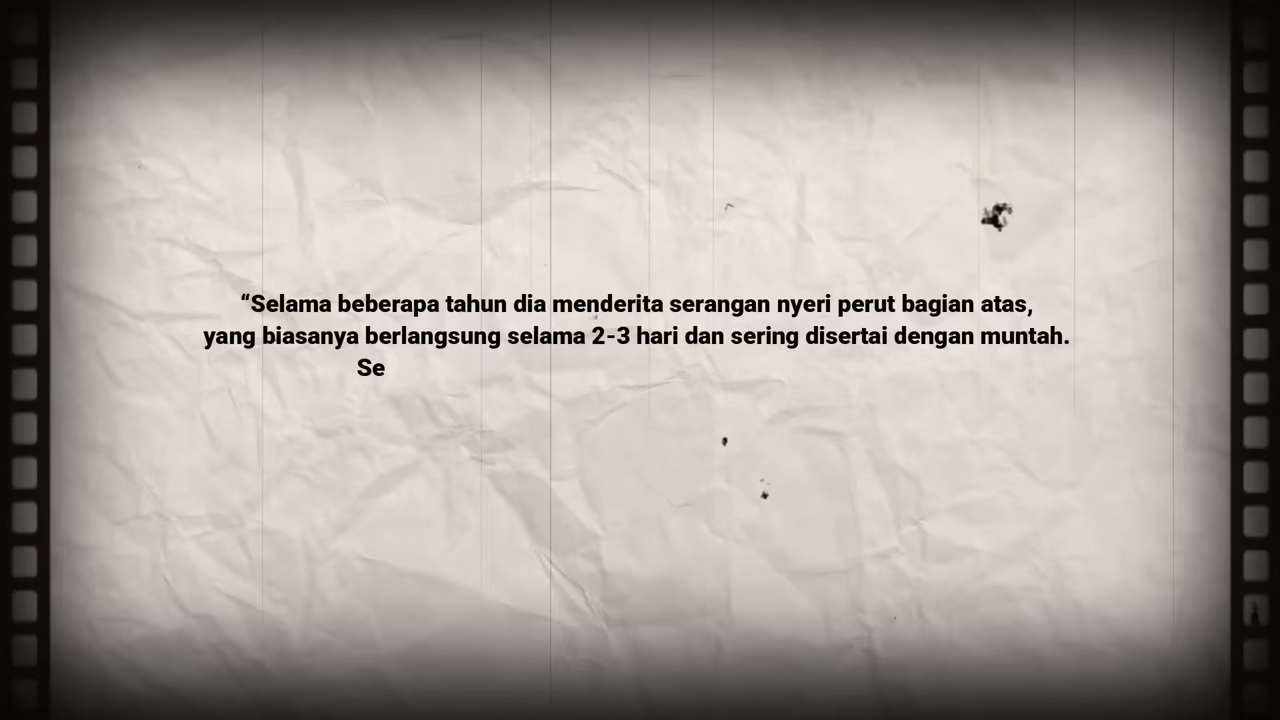 “Selama beberapa tahun dia menderita serangan nyeri perut bagian atas,
yang biasanya berlangsung selama 2-3 hari dan sering disertai dengan muntah.
Se